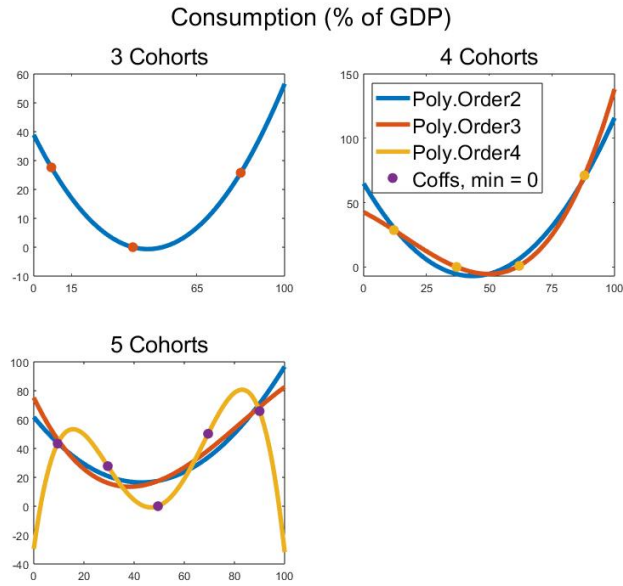 Consumption (% of GDP)
3 Cohorts
60
50
40
30
20
10
0
-10
0 15 65 100
4 Cohorts
150
100
50
0
0 25 50 75 100
Poly.Order2
Poly.Order3
Poly.Order4
Coffs, min = 0
5 Cohorts
100
80
60
40
20
0
-20
-40
0 20 40 60 80 100